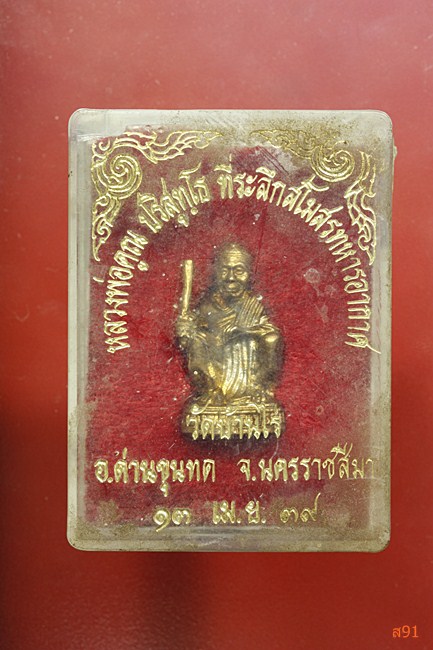 หลวงพ่อคูณ ปริสุทฺโธ ที่ระลึกสโมสรทหารอากาศ
วัดบ้านไร่
อ.ด่านขุนทด จ.นครราชสีมา
๑๓ เม.ย. ๓๙
ส91